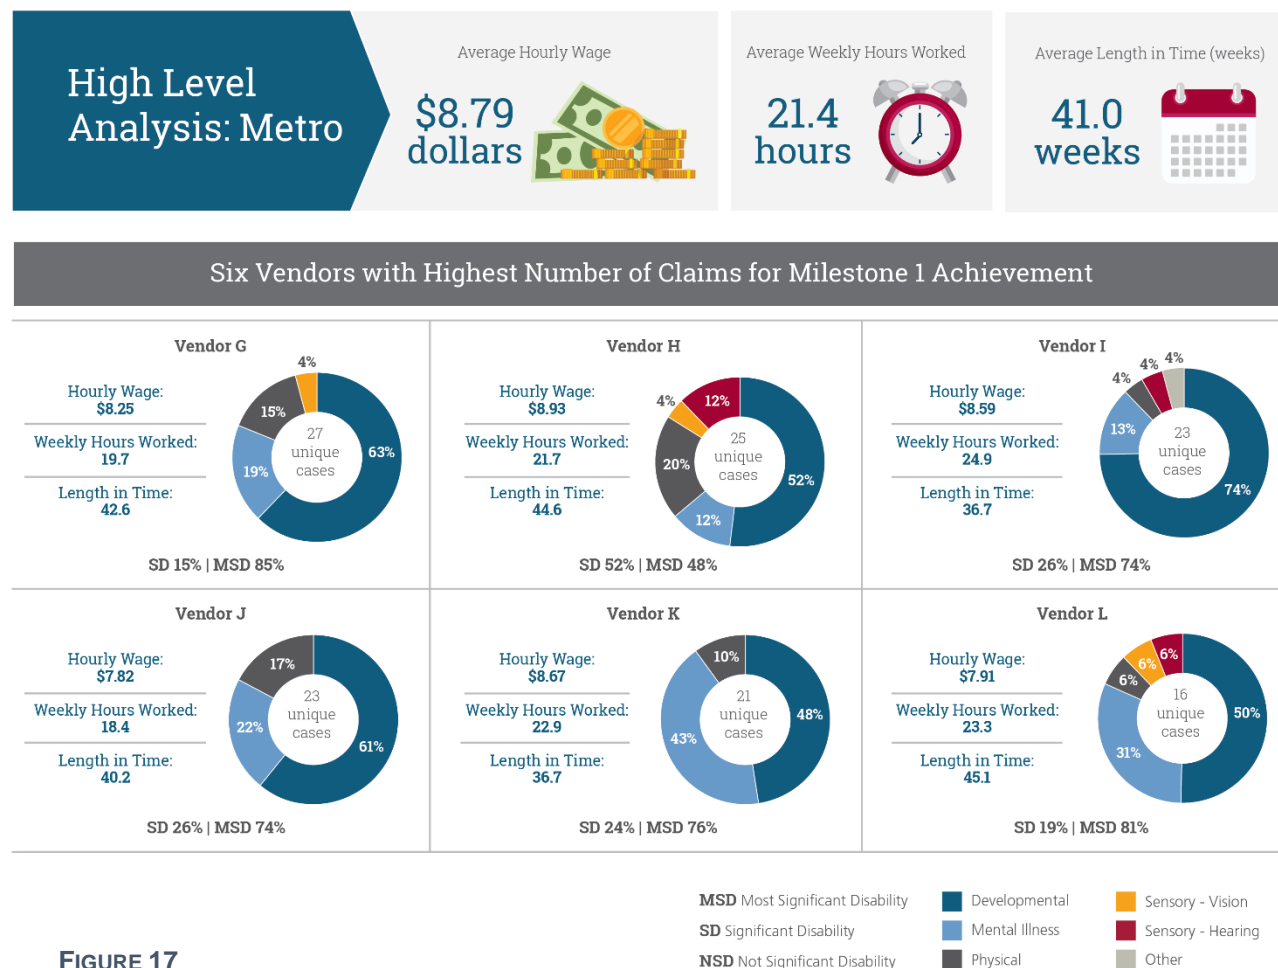 High Level
Analysis: Metro
Average Hourly Wage
$8.79
dollars
Average Weekly Hours Worked
21.4
hours
Average Length in Time (weeks)
41.0
weeks
Six Vendors with Highest Number of Claims for Milestone 1 Achievement
Vendor G
Hourly Wage:
$8.25
Weekly Hours Worked:
19.7
Length in Time:
42.6
4%
15%
19%
63%
27
unique
cases
SD 15% | MSD 85%
Vendor H
Hourly Wage:
$8.93
Weekly Hours Worked:
21.7
Length in Time:
44.6
4%
12%
20%
12%
52%
25
unique
cases
SD 52% | MSD 48%
Vendor I
Hourly Wage:
$8.59
Weekly Hours Worked:
24.9
Length in Time:
36.7
4%
4%
4%
13%
74%
23
unique
cases
SD 26% | MSD 74%
Vendor J
Hourly Wage:
$7.82
Weekly Hours Worked:
18.4
Length in Time:
40.2
17%
22%
61%
23
unique
cases
SD 26% | MSD 74%
Vendor K
Hourly Wage:
$8.67
Weekly Hours Worked:
22.9
Length in Time:
36.7
10%
43%
48%
21
unique
cases
SD 24% | MSD 76%
Vendor L
Hourly Wage:
$7.91
Weekly Hours Worked:
23.3
Length in Time:
45.1
6%
6%
6%
31%
50%
16
unique
cases
SD 19% | MSD 81%
MSD Most Significant Disability
SD Significant Disability
NSD Not Significant Disability
Developmental
Mental Illness
Physical
Sensory - Vision
Sensory - Hearing
Other
FIGURE 17